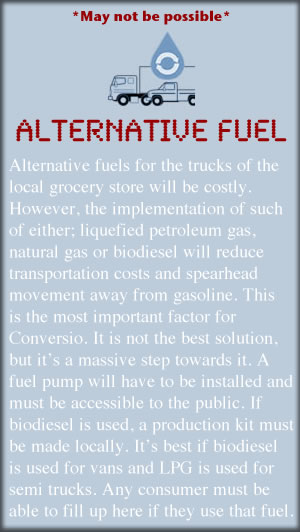 *May not be possible*
ALTERNATIVE FUEL
Alternative fuels for the trucks of the
local grocery store will be costly.
However, the implementation of such
of either; liquefied petroleum gas,
natural gas or biodiesel will reduce
transportation costs and spearhead
movement away from gasoline. This
is the most important factor for
Conversio. It is not the best solution,
but it's a massive step towards it. A
fuel pump will have to be installed and
must be accessible to the public. If
biodiesel is used, a production kit must
be made locally. It's best if biodiesel
is used for vans and LPG is used for
semi trucks. Any consumer must be
able to fill up here if they use that fuel.